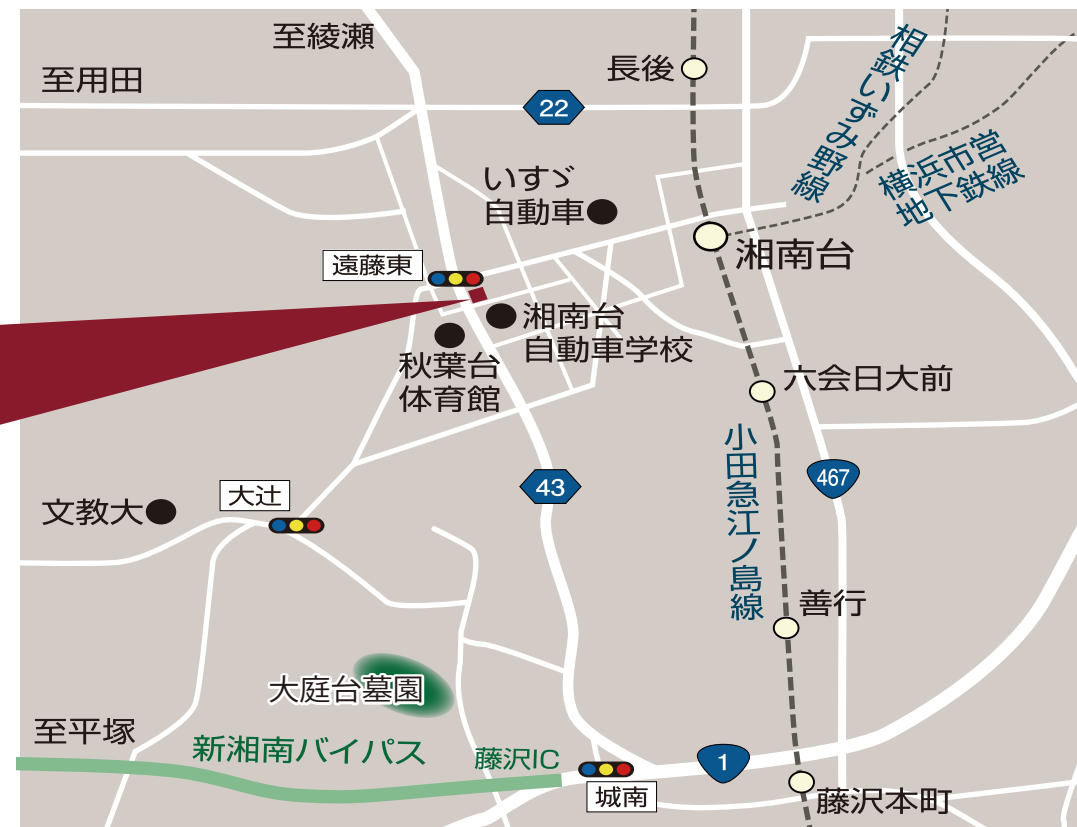 至綾瀬
至用田
長後
22
相鉄いずみ野線
横浜市営
地下鉄線
いすゞ
自動車
湘南台
遠藤東
湘南台
自動車学校
秋葉台
体育館
六会日大前
小田急江ノ島線
467
43
大辻
文教大
善行
大庭台墓園
至平塚
新湘南バイパス
藤沢IC
1
城南
藤沢本町